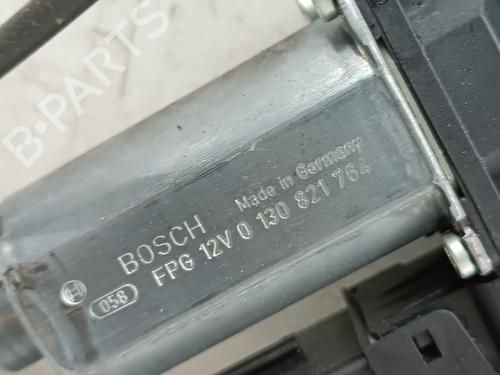 BOSCH Made in Germany
058 FPG 12V 0 130 821 764
B-PARTS